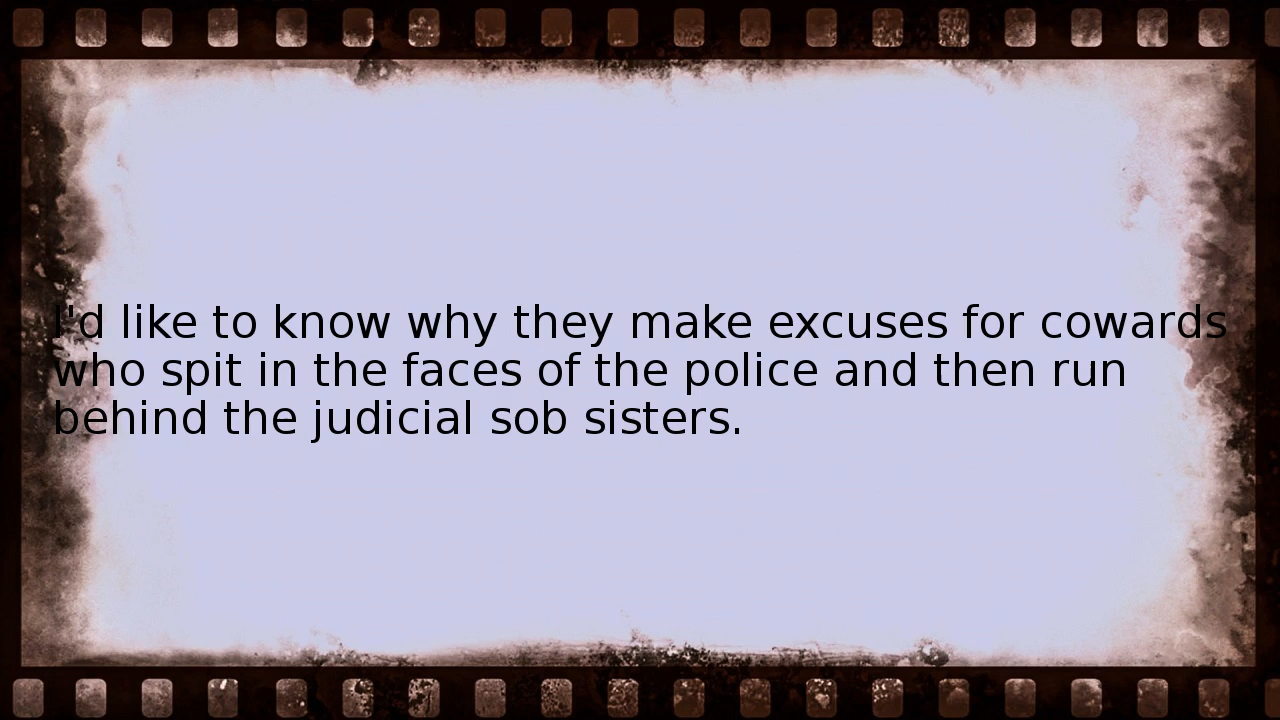 I'd like to know why they make excuses for cowards
who spit in the faces of the police and then run
behind the judicial sob sisters.